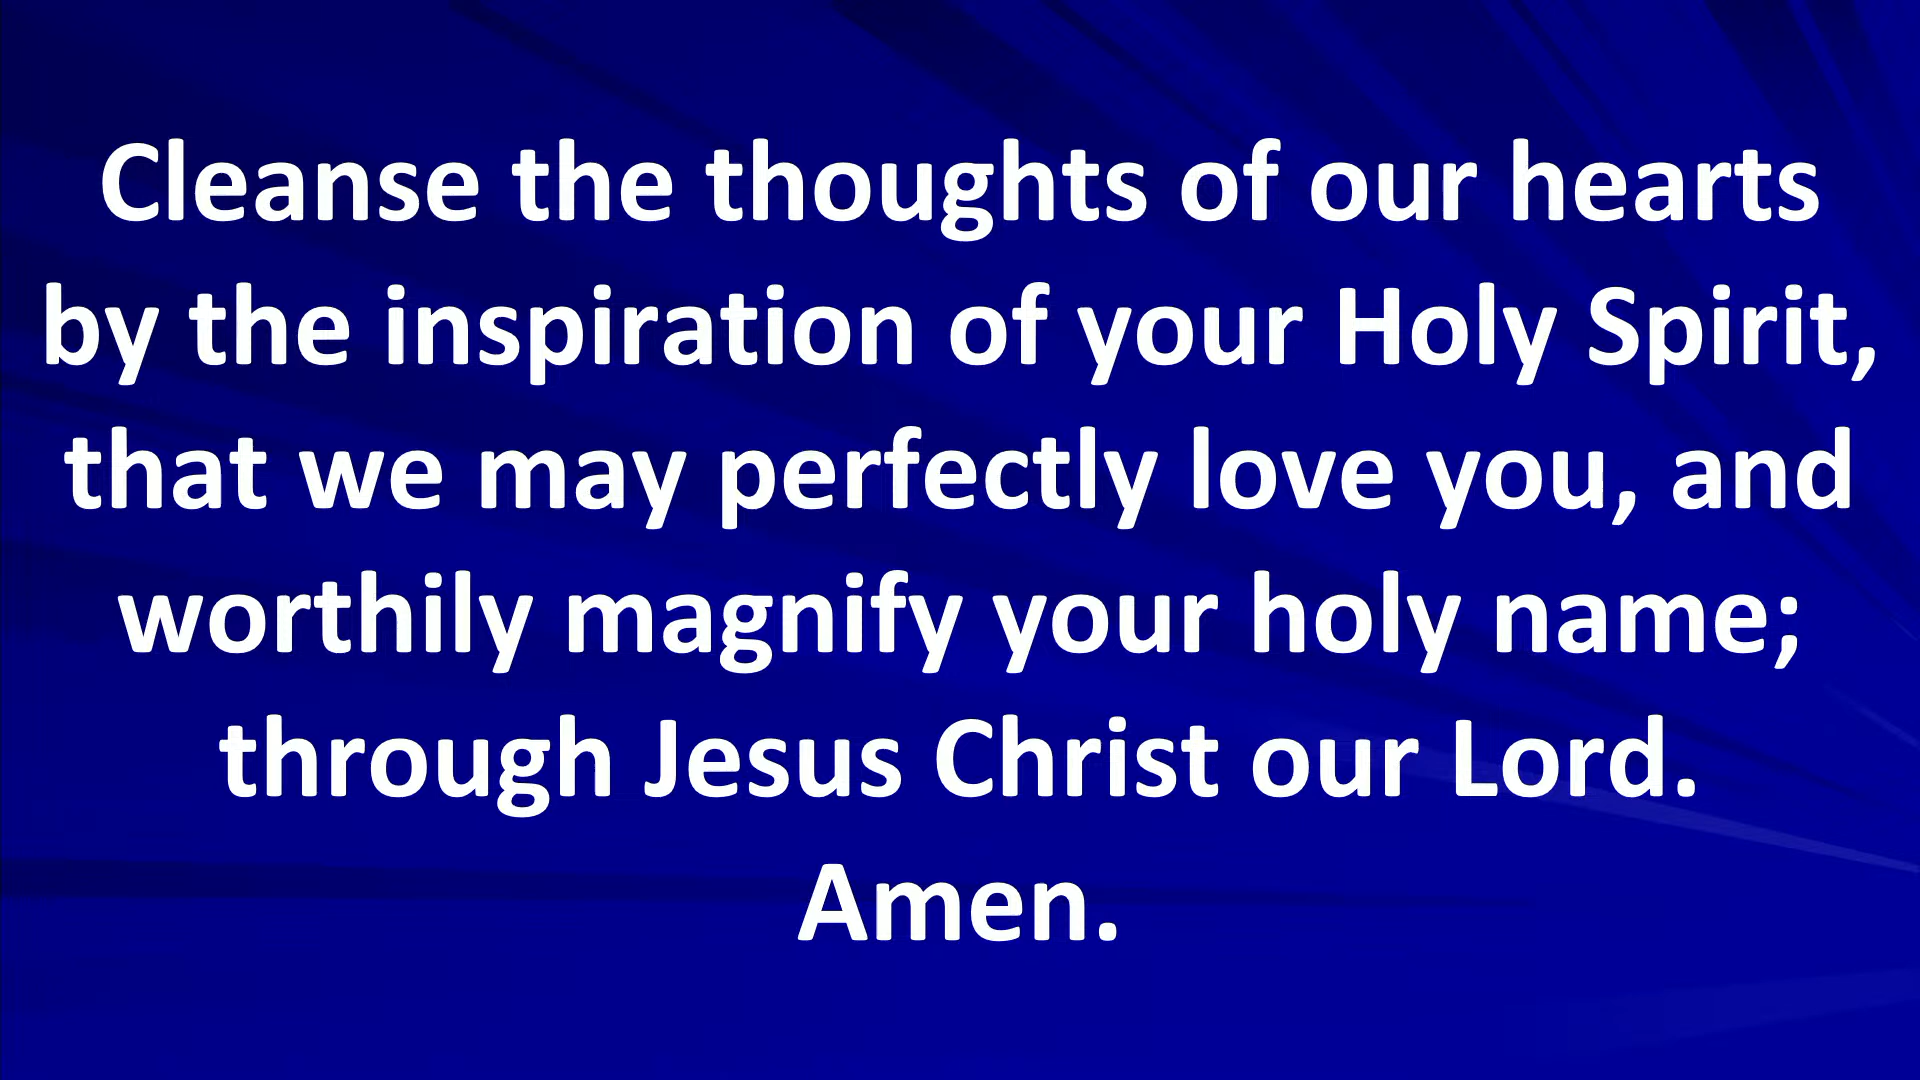 Cleanse the thoughts of our hearts
by the inspiration of your Holy Spirit,
that we may perfectly love you, and
worthily magnify your holy name;
through Jesus Christ our Lord.
Amen.